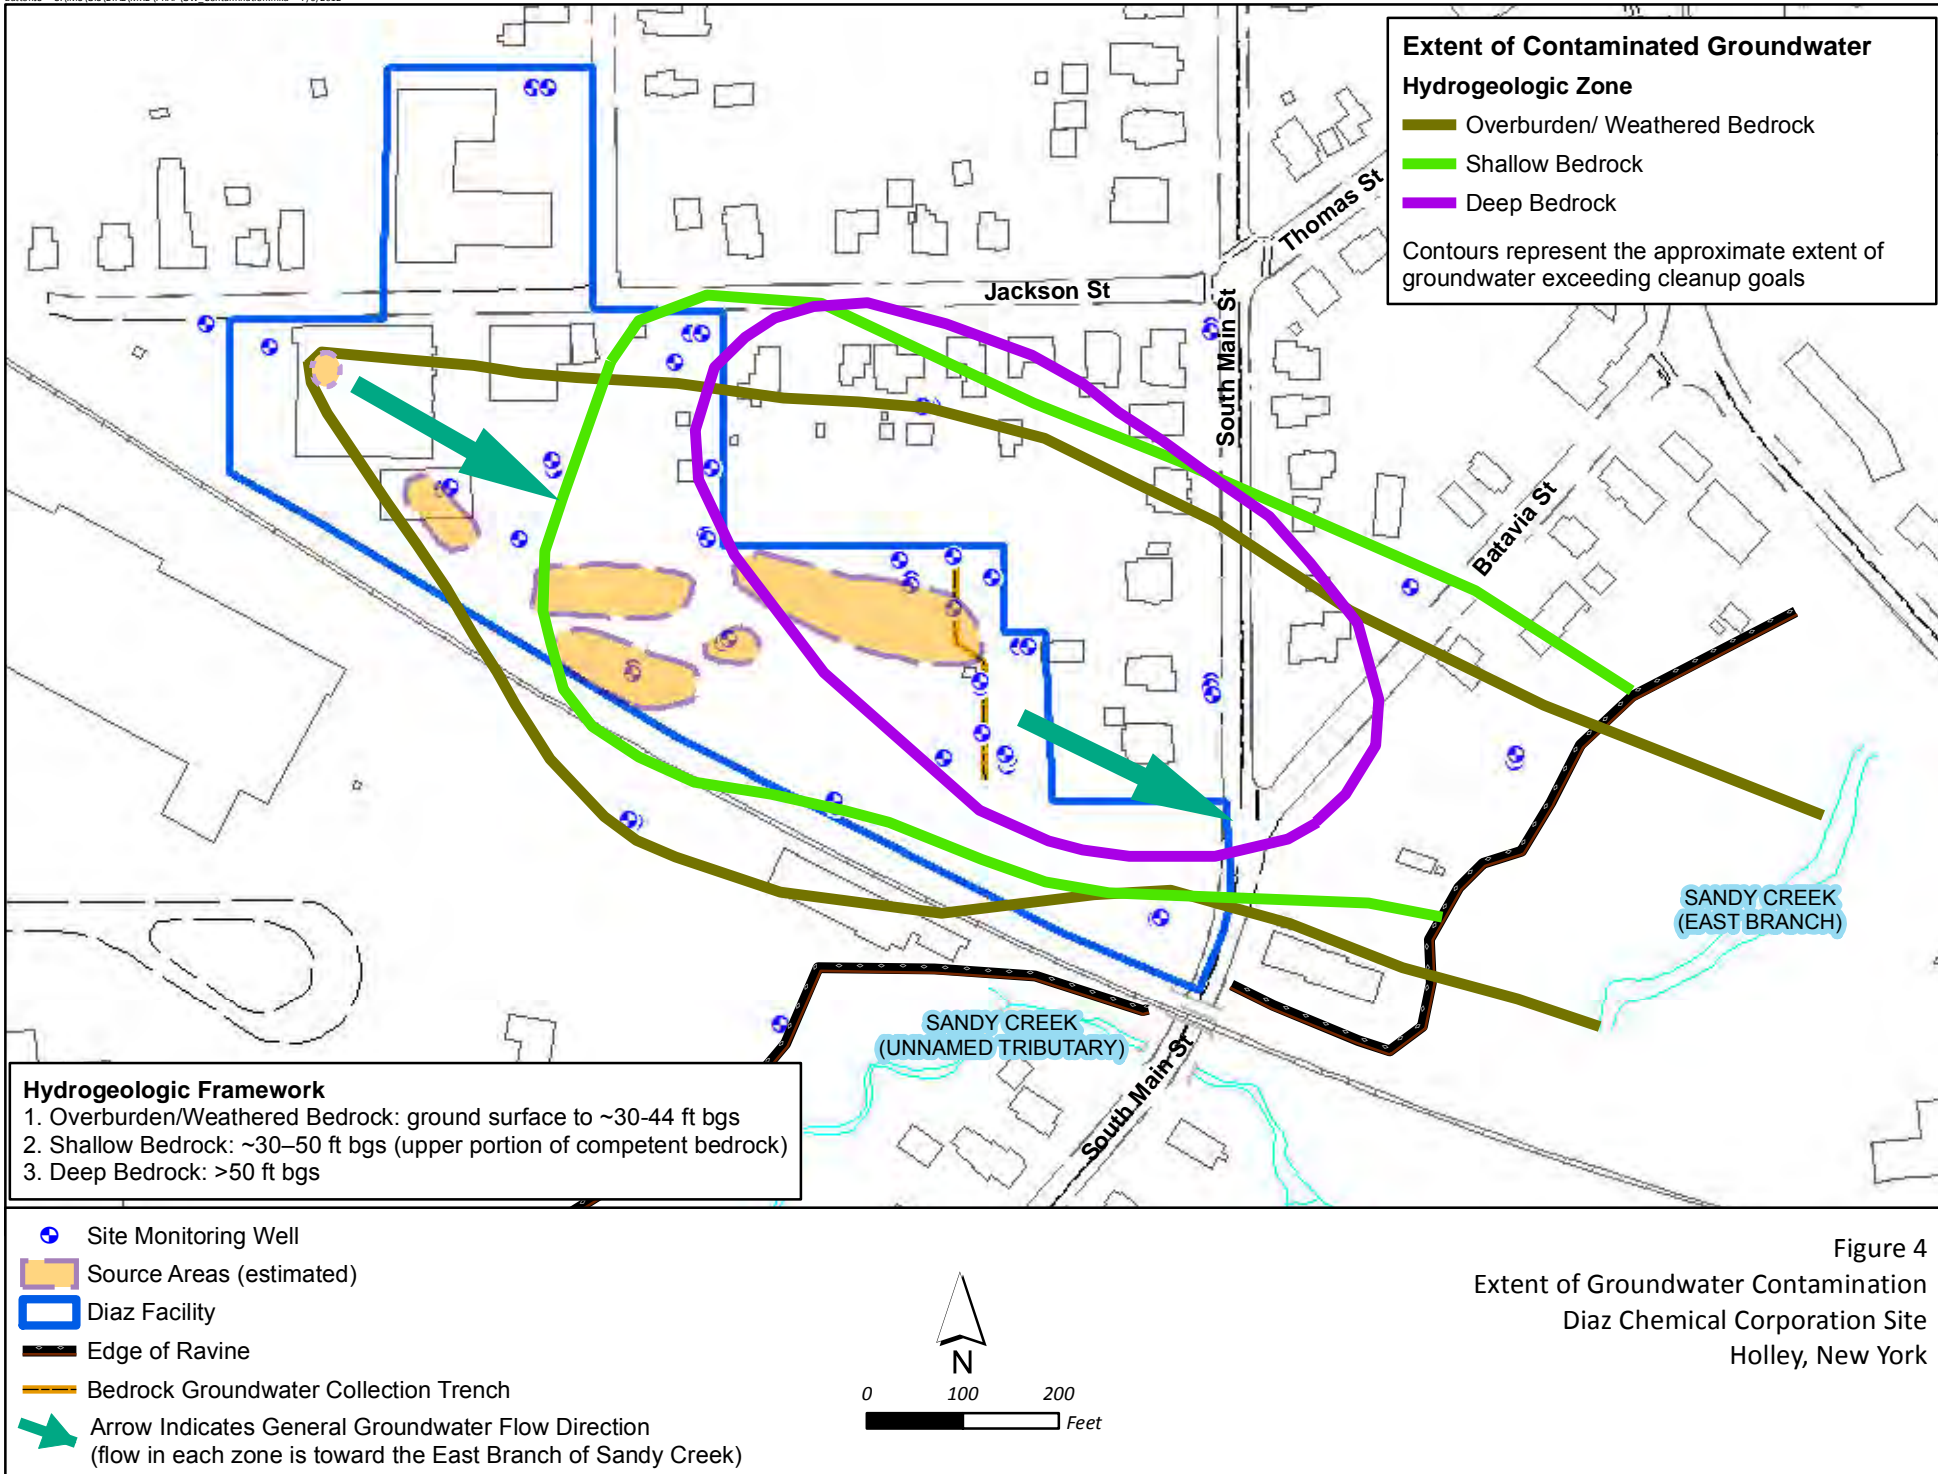 Extent of Contaminated Groundwater
Hydrogeologic Zone
Overburden/ Weathered Bedrock
Shallow Bedrock
Deep Bedrock
Contours represent the approximate extent of
groundwater exceeding cleanup goals
Thomas St
Jackson St
South Main St
Batavia St
SANDY CREEK
(EAST BRANCH)
SANDY CREEK
(UNNAMED TRIBUTARY)
South Main St
Hydrogeologic Framework
1. Overburden/Weathered Bedrock: ground surface to ~30-44 ft bgs
2. Shallow Bedrock: ~30–50 ft bgs (upper portion of competent bedrock)
3. Deep Bedrock: >50 ft bgs
Site Monitoring Well
Source Areas (estimated)
Diaz Facility
Edge of Ravine
Bedrock Groundwater Collection Trench
Arrow Indicates General Groundwater Flow Direction
(flow in each zone is toward the East Branch of Sandy Creek)
N
0 100 200
Feet
Figure 4
Extent of Groundwater Contamination
Diaz Chemical Corporation Site
Holley, New York